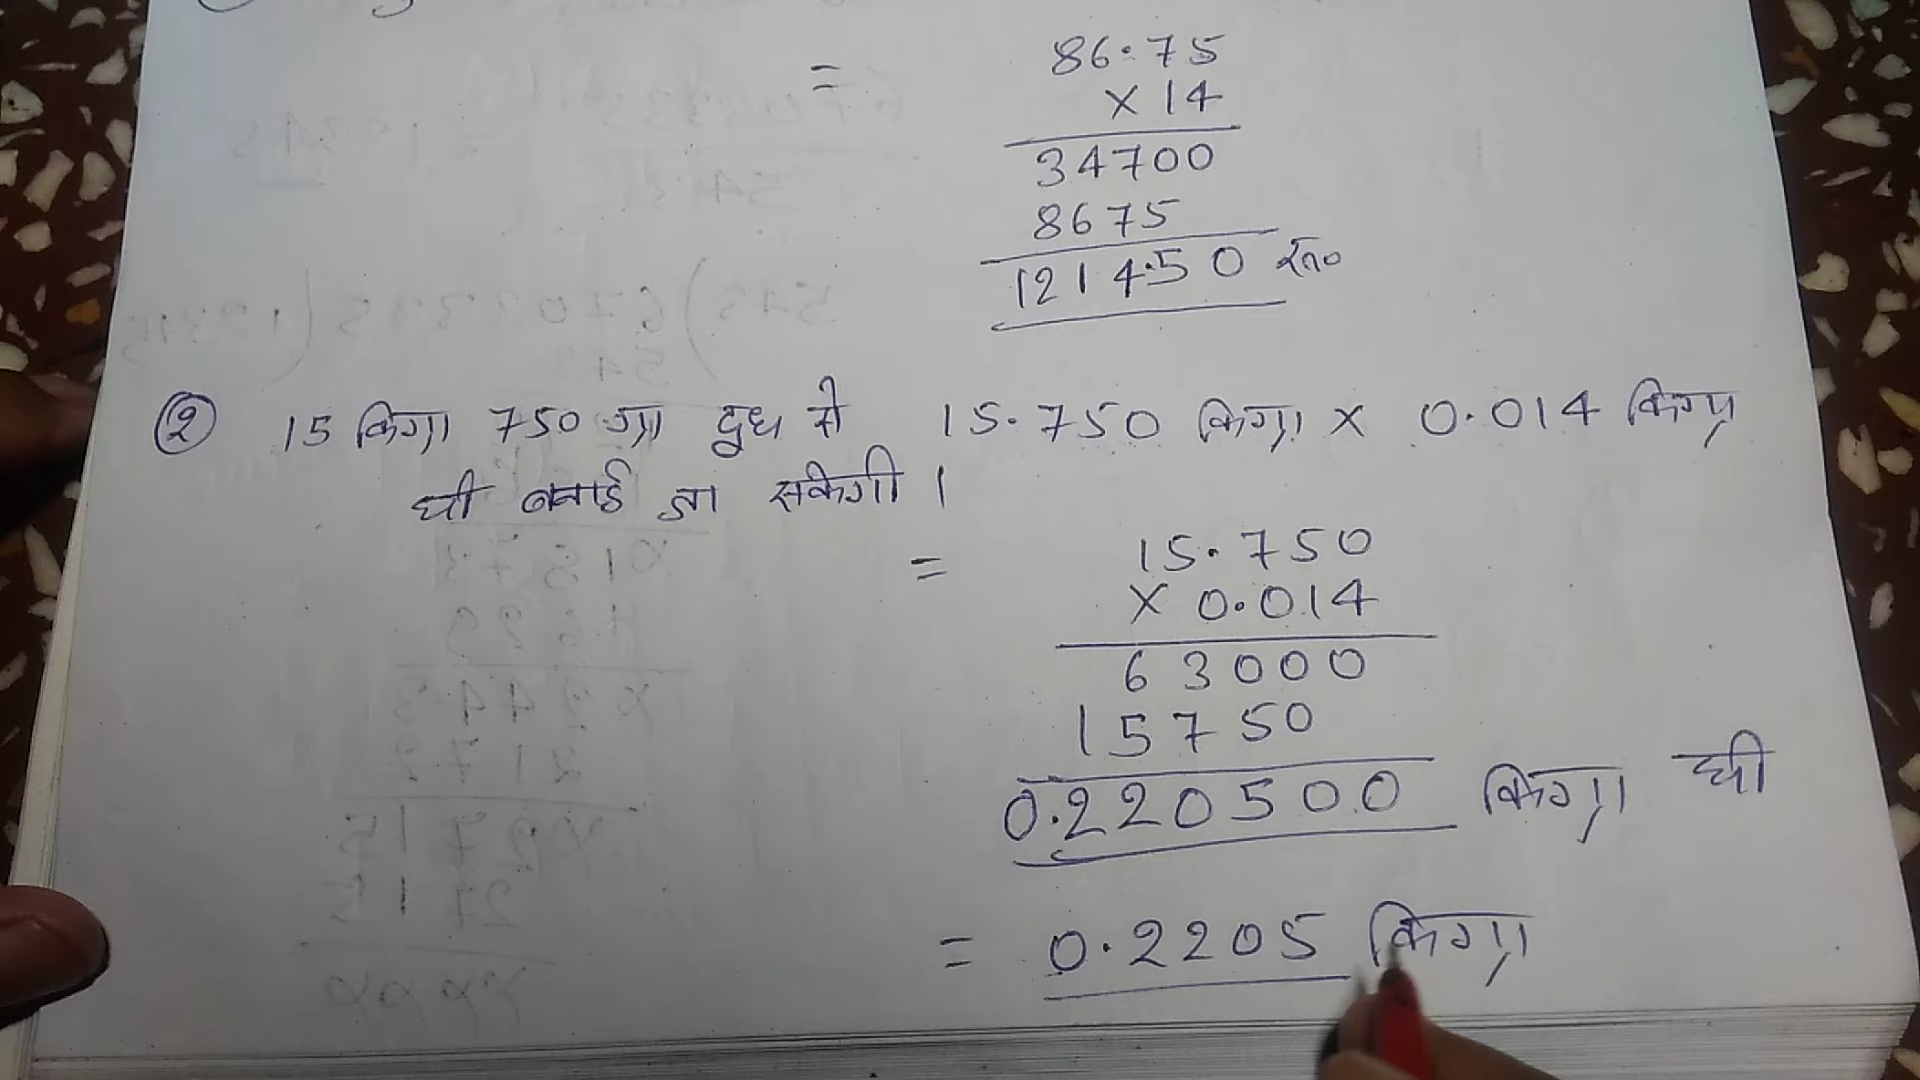 =
86.75
× 14
34700
8675
1214.50 रु०
② 15 किग्रा 750 ग्रा दूध से 15.750 किग्रा × 0.014 किग्रा
घी बनाई जा सकेगी ।
=
15.750
× 0.014
63000
15750
0.220500 किग्रा घी
= 0.2205 किग्रा